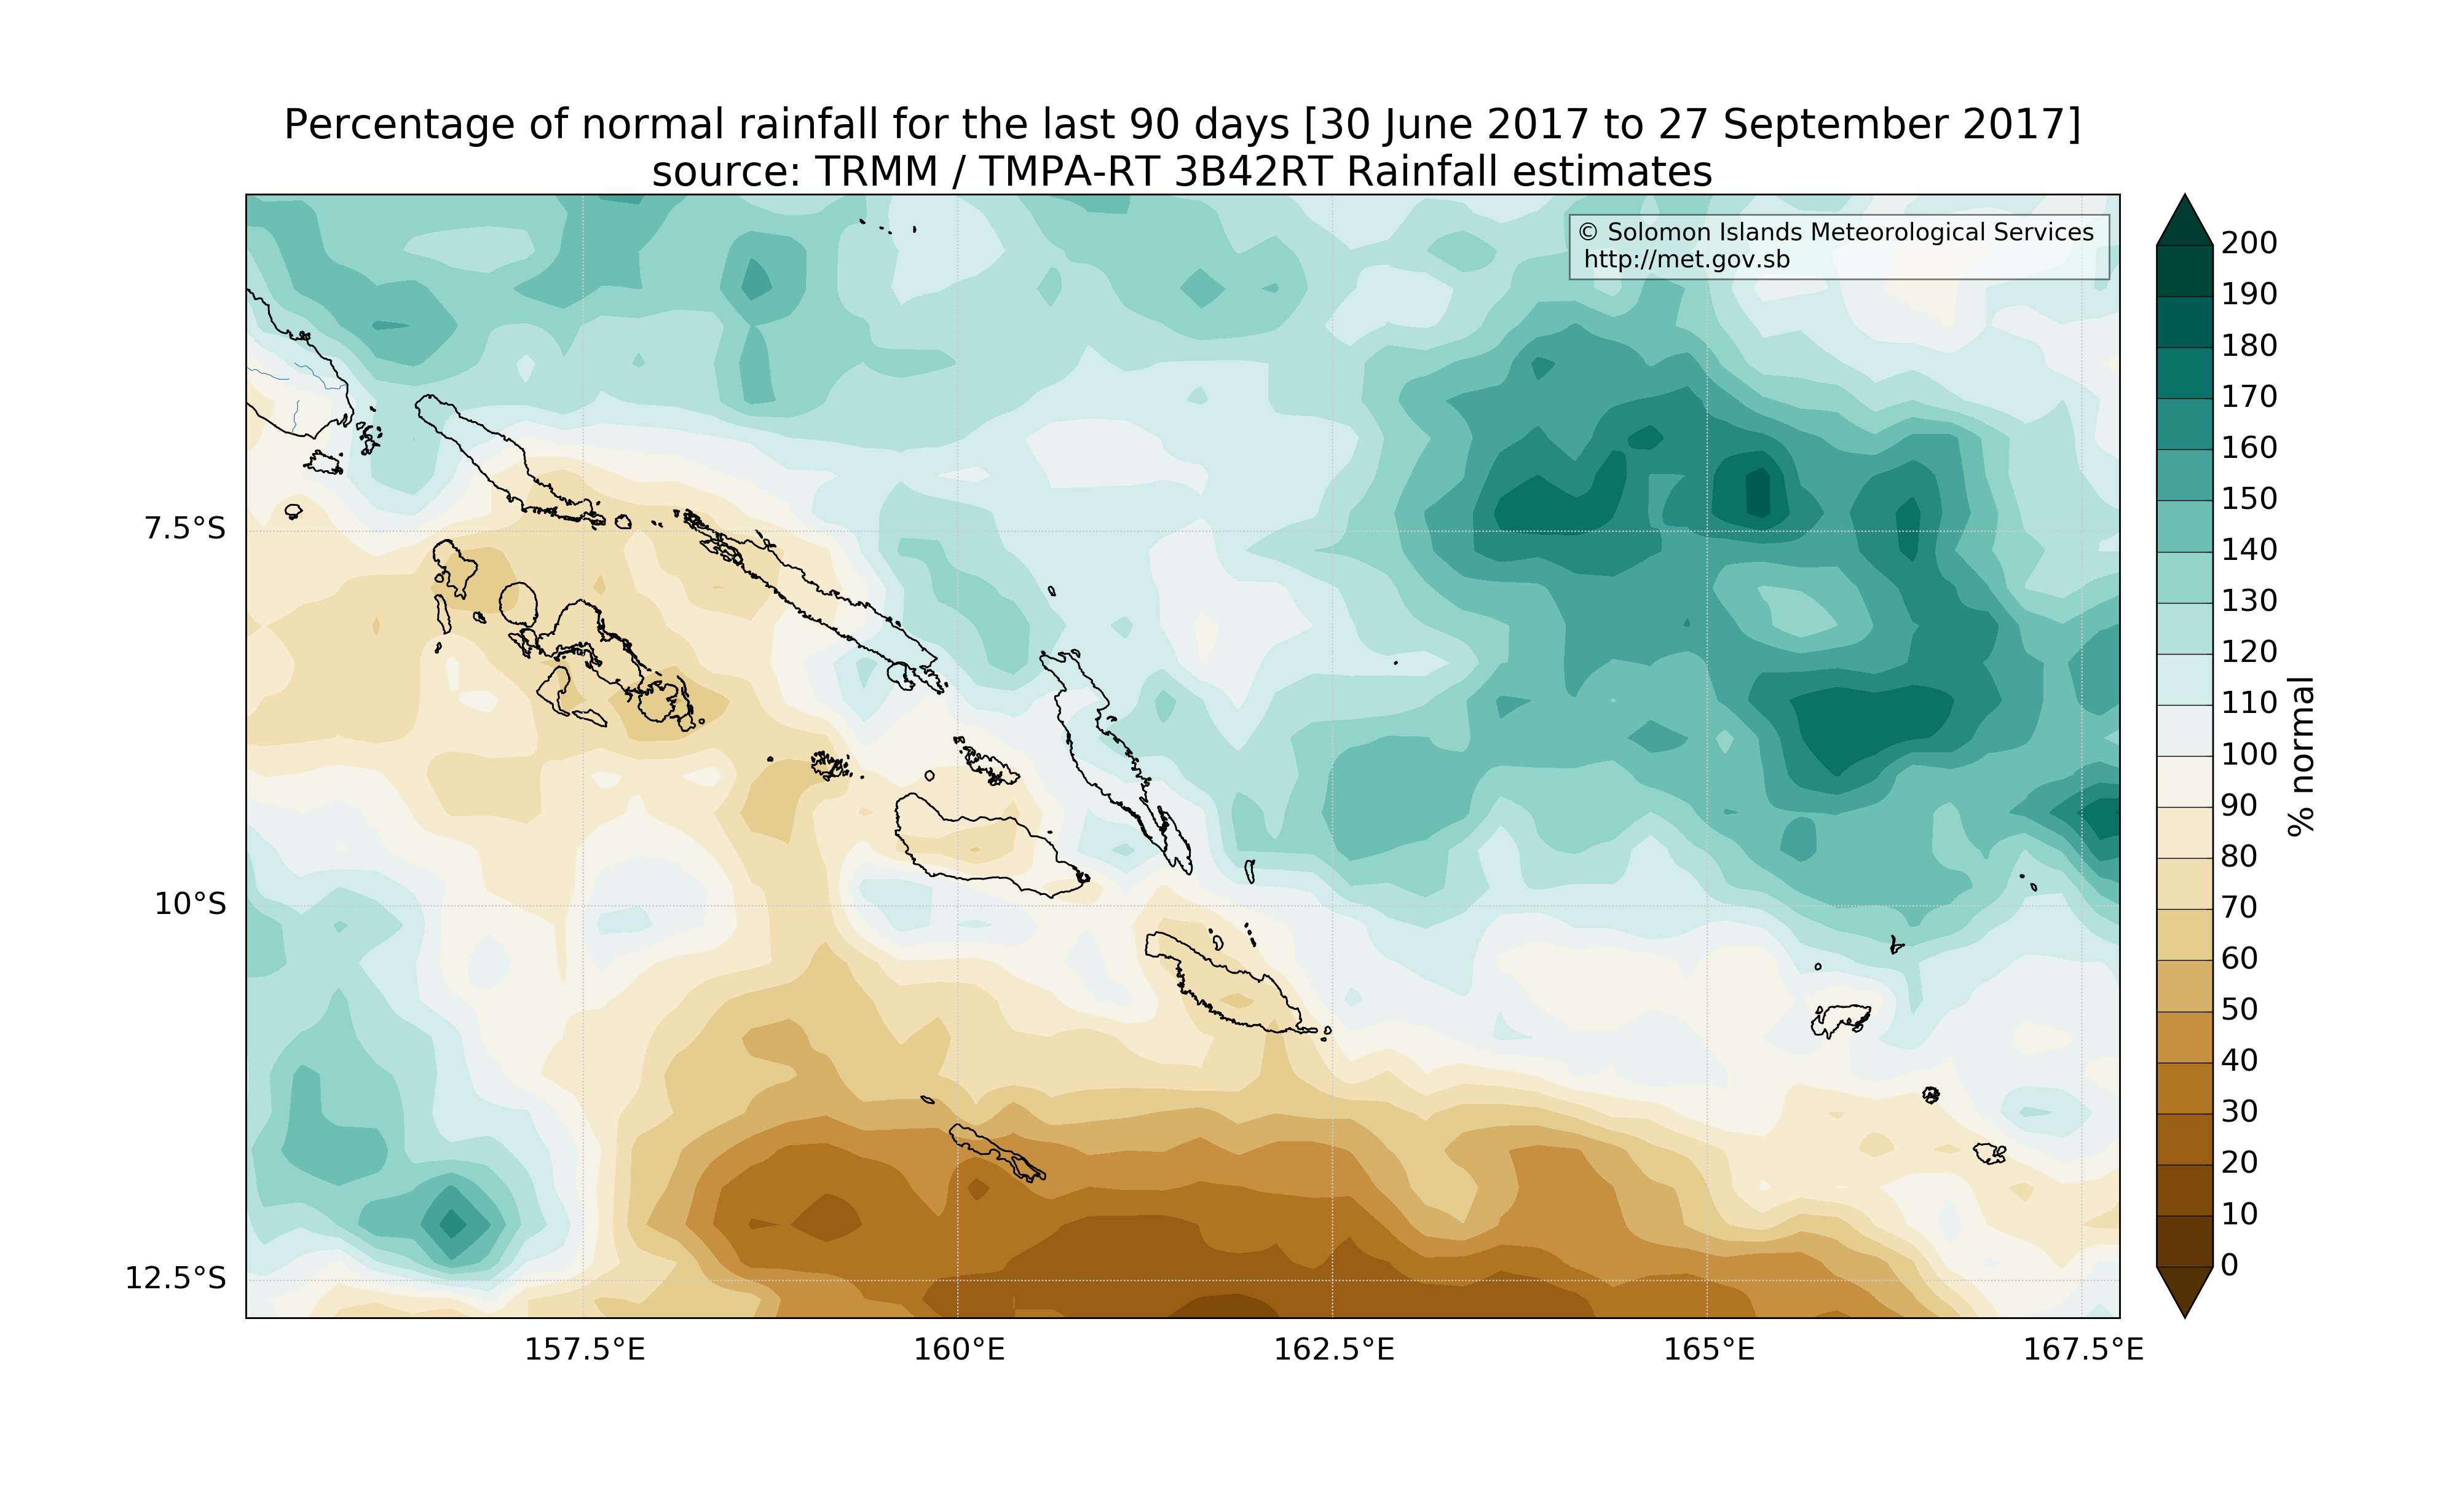 Percentage of normal rainfall for the last 90 days [30 June 2017 to 27 September 2017]
source: TRMM / TMPA-RT 3B42RT Rainfall estimates
© Solomon Islands Meteorological Services
http://met.gov.sb
7.5°S
10°S
12.5°S
157.5°E
160°E
162.5°E
165°E
167.5°E
200
190
180
170
160
150
140
130
120
110
100
90
80
70
60
50
40
30
20
10
0
% normal